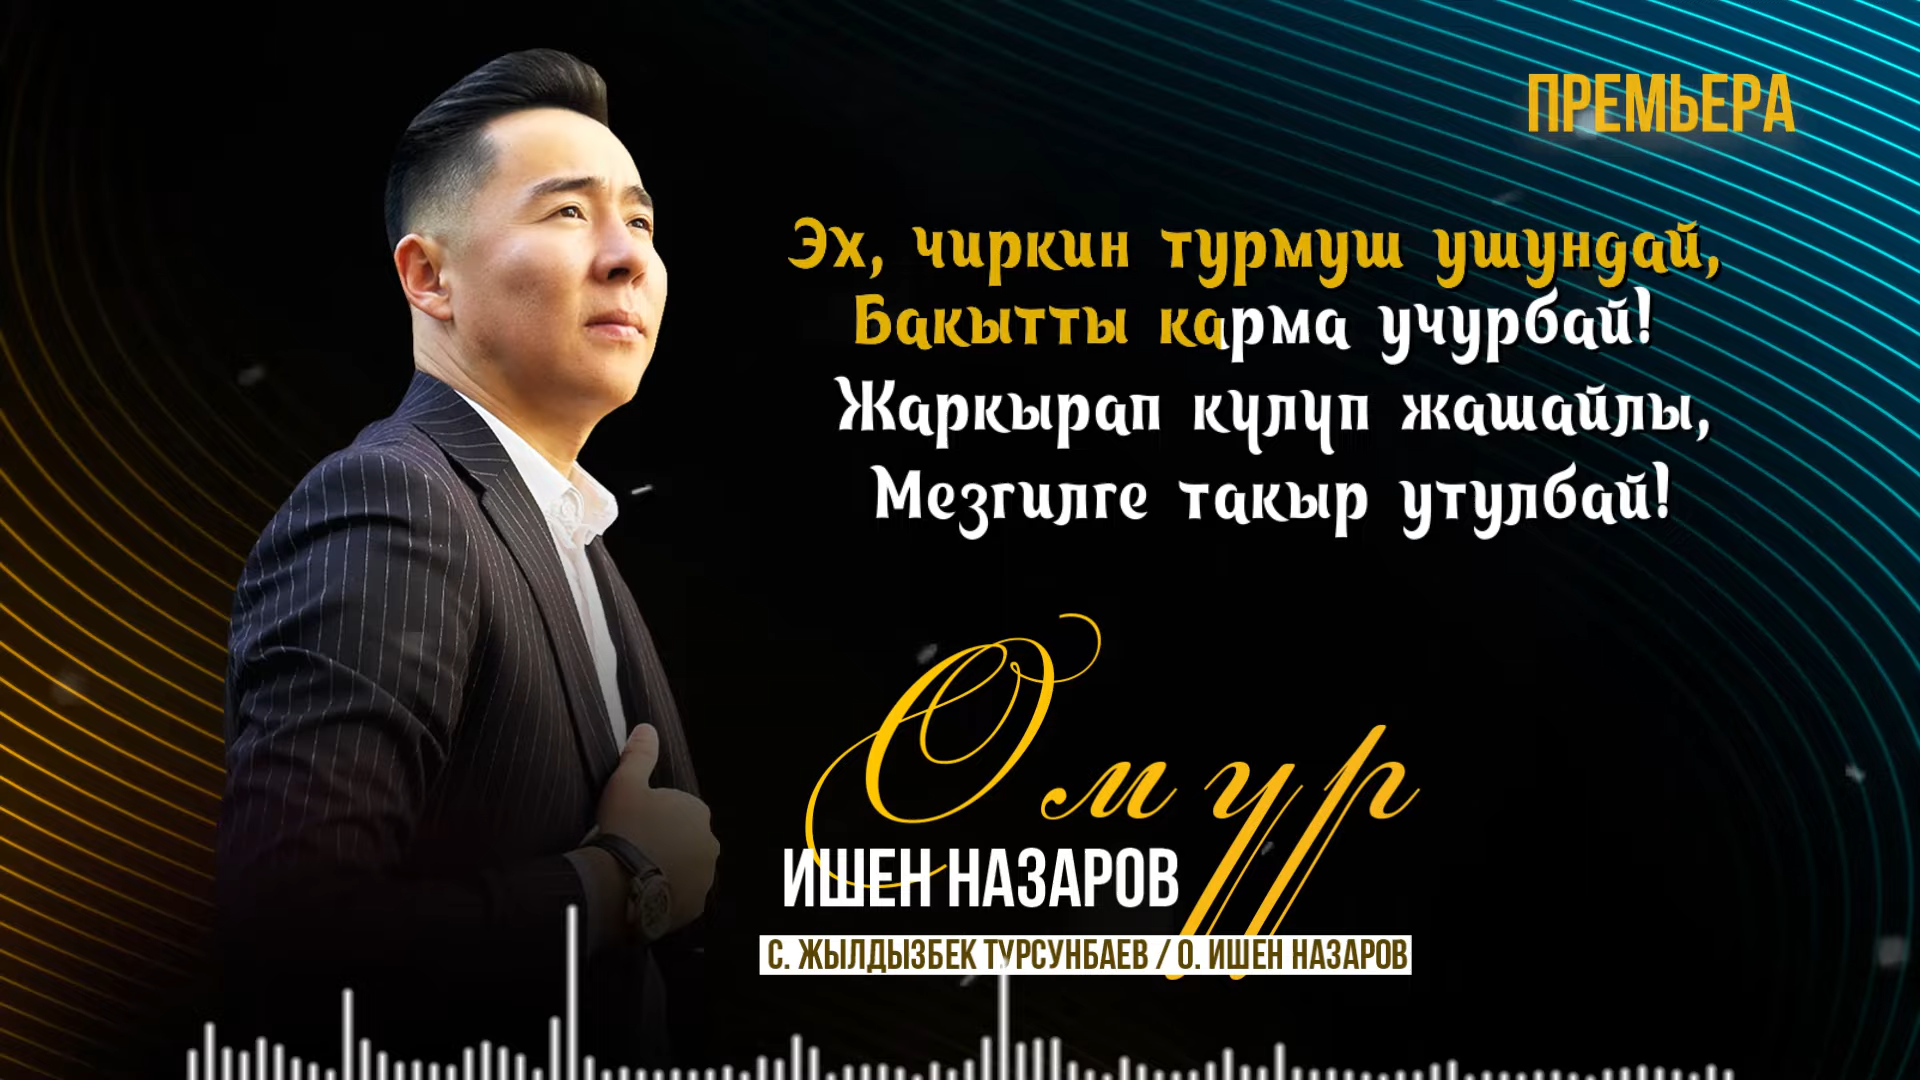 ПРЕМЬЕРА
Эх, чиркин турмуш ушундай,
Бакытты карма учурбай!
Жаркырап күлүп жашайлы,
Мезгилге такыр утулбай!
Омүр
ИШЕН НАЗАРОВ
С. ЖЫЛДЫЗБЕК ТУРСУНБАЕВ / О. ИШЕН НАЗАРОВ